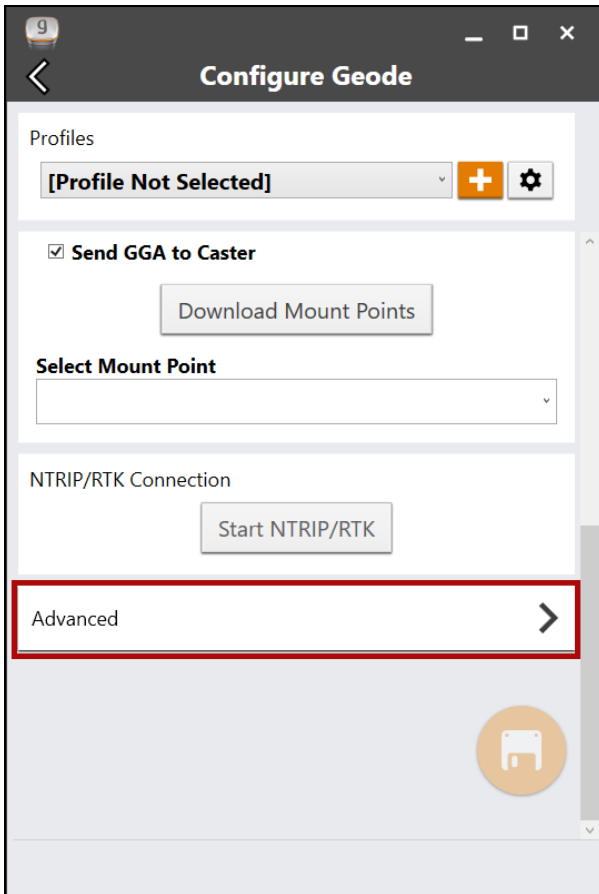 g
Configure Geode
Profiles
[Profile Not Selected]
Send GGA to Caster
Download Mount Points
Select Mount Point
NTRIP/RTK Connection
Start NTRIP/RTK
Advanced